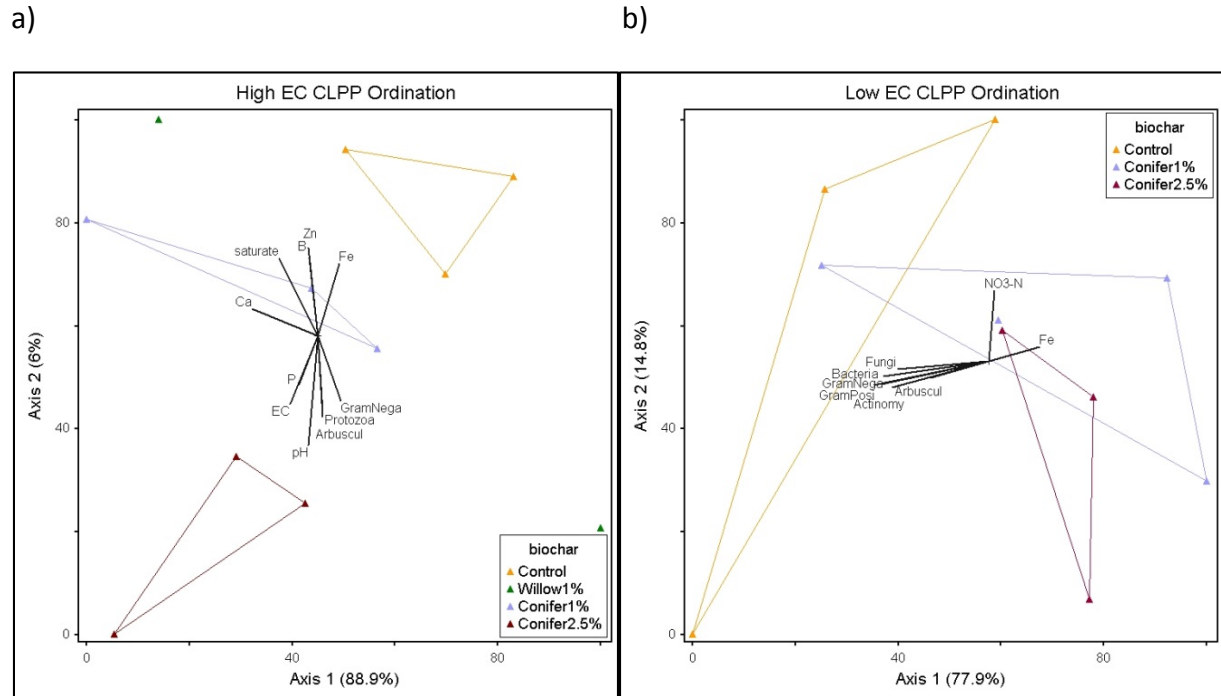 a)
b)
High EC CLPP Ordination
Axis 2 (6%)
80
40
0
Zn
B
saturate
Fe
Ca
P
EC
GramNega
Protozoa
Arbuscul
pH
biochar
Control
Willow1%
Conifer1%
Conifer2.5%
0
40
80
Axis 1 (88.9%)
Low EC CLPP Ordination
biochar
Control
Conifer1%
Conifer2.5%
Axis 2 (14.8%)
80
40
0
NO3-N
Fe
Fungi
Bacteria
GramNega
Arbuscul
GramPosi
Actinomy
0
40
80
Axis 1 (77.9%)